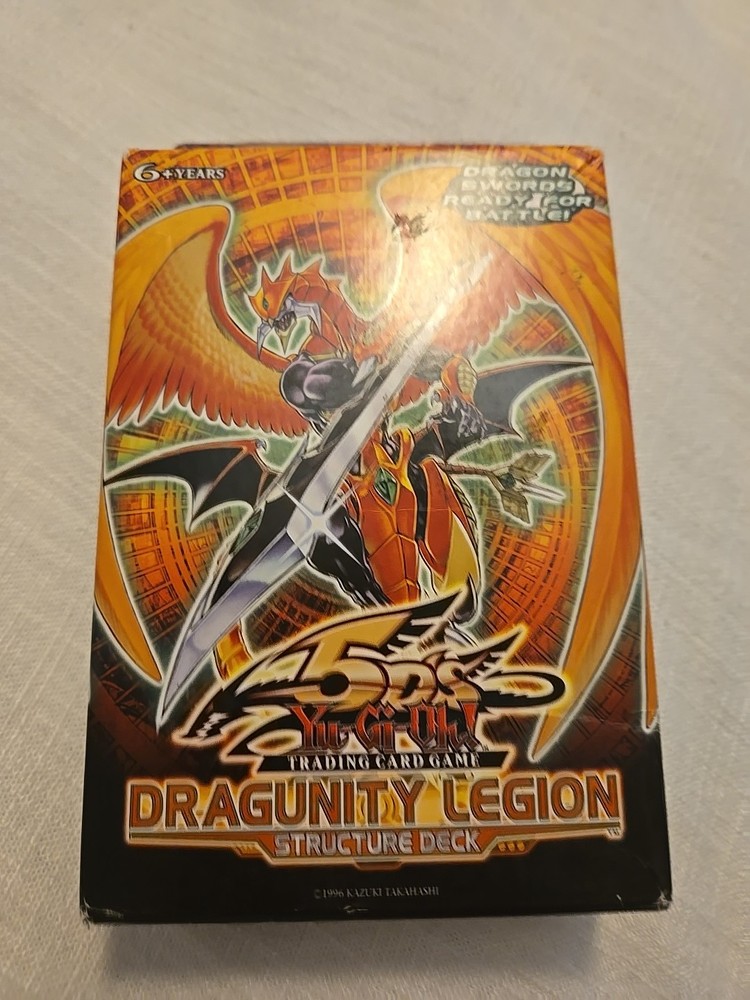 6+ YEARS
DRAGON
SWORDS
READY FOR
BATTLE!
5D's
Yu-Gi-Oh!
TRADING CARD GAME
DRAGUNITY LEGION
STRUCTURE DECK
©1996 KAZUKI TAKAHASHI